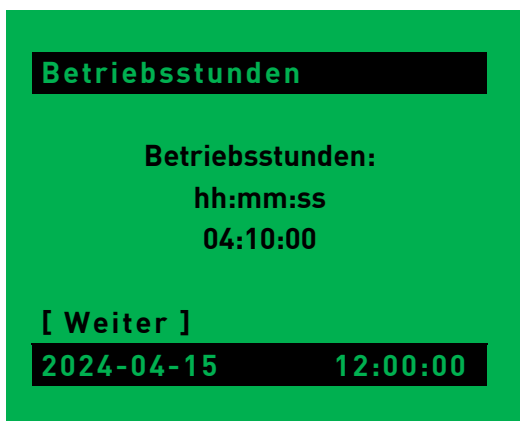 Betriebsstunden
Betriebsstunden:
hh:mm:ss
04:10:00
[ Weiter ]
2024-04-15 12:00:00